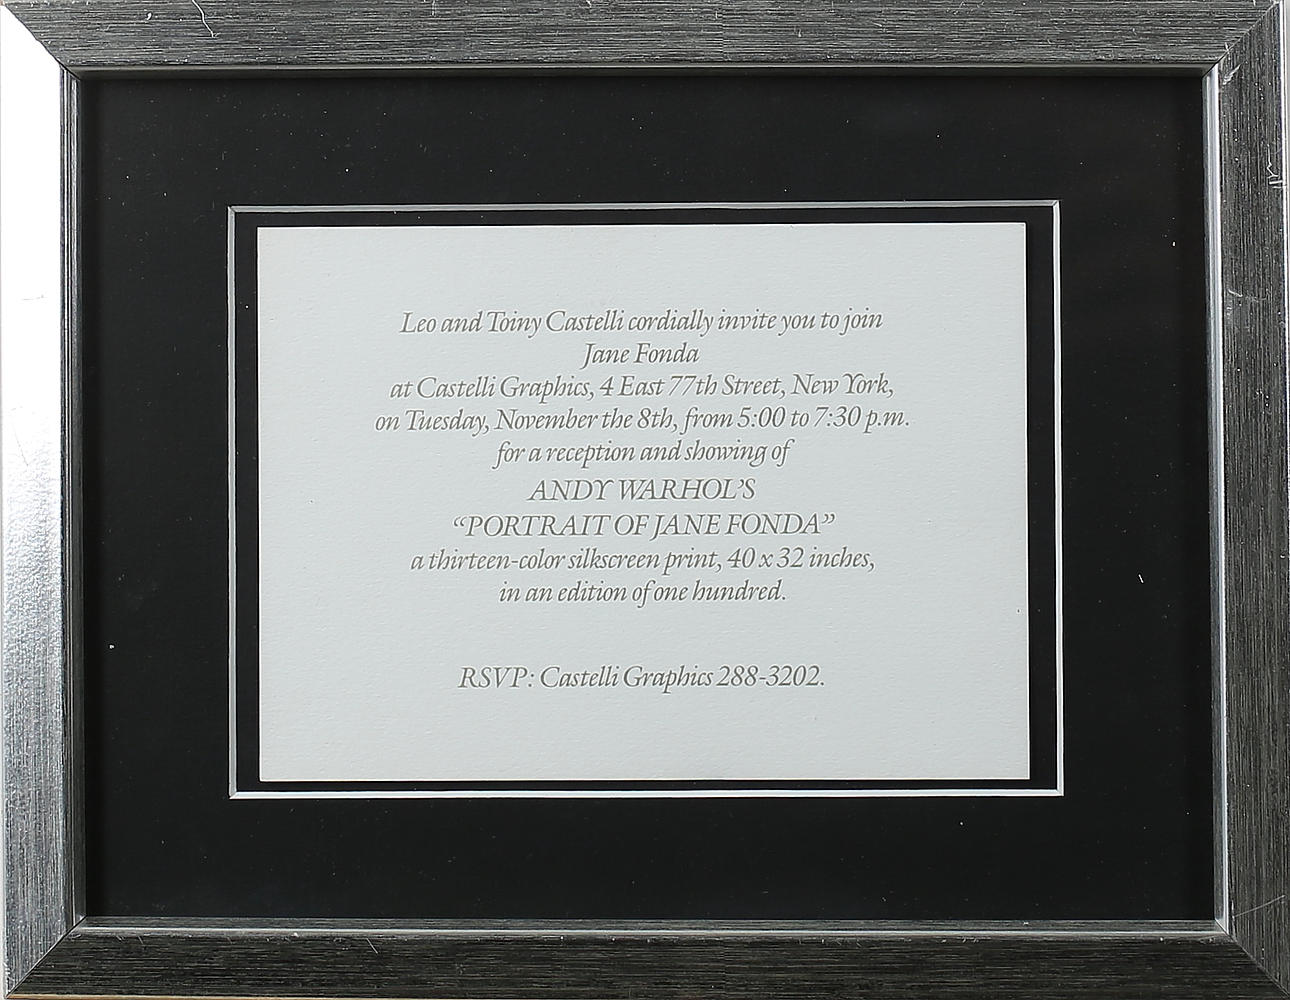 Leo and Toiny Castelli cordially invite you to join
Jane Fonda
at Castelli Graphics, 4 East 77th Street, New York,
on Tuesday, November the 8th, from 5:00 to 7:30 p.m.
for a reception and showing of
ANDY WARHOL'S
“PORTRAIT OF JANE FONDA”
a thirteen-color silkscreen print, 40 x 32 inches,
in an edition of one hundred.
RSVP: Castelli Graphics 288-3202.